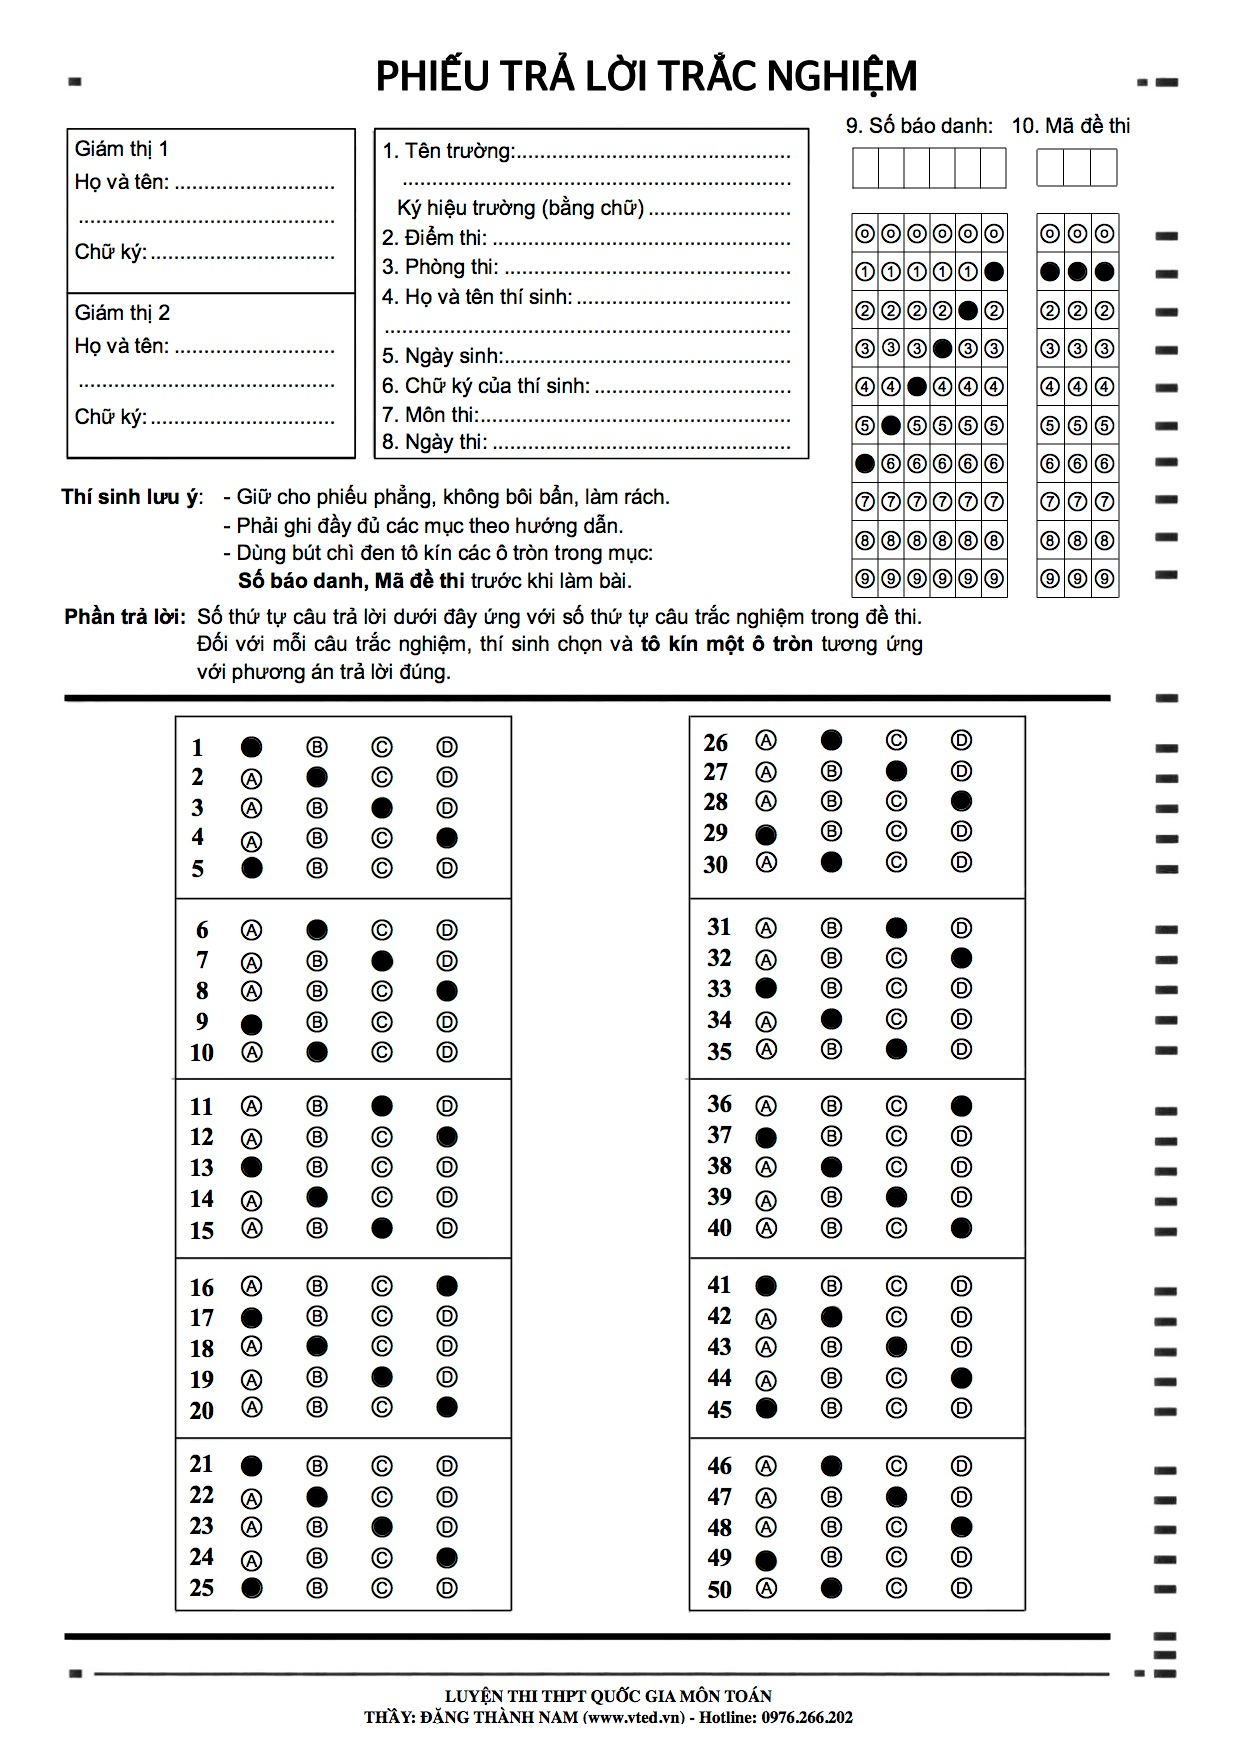 PHIẾU TRẢ LỜI TRẮC NGHIỆM
Giám thị 1
Họ và tên: ...........................
...........................................
Chữ ký: ...............................
Giám thị 2
Họ và tên: ...........................
...........................................
Chữ ký: ...............................
1. Tên trường:...............................................
..................................................................
Ký hiệu trường (bằng chữ) ........................
2. Điểm thi: ...................................................
3. Phòng thi: .................................................
4. Họ và tên thí sinh: .....................................
.....................................................................
5. Ngày sinh:.................................................
6. Chữ ký của thí sinh: ..................................
7. Môn thi:.....................................................
8. Ngày thi: ...................................................
9. Số báo danh: 10. Mã đề thi
0 0 0 0 0 0 0 0 0
1 1 1 1 1
2 2 2 2 2 2 2 2
3 3 3 3 3 3 3 3
4 4 4 4 4 4 4 4
5 5 5 5 5 5 5 5
6 6 6 6 6 6 6 6
7 7 7 7 7 7 7 7 7
8 8 8 8 8 8 8 8 8
9 9 9 9 9 9 9 9 9
Thí sinh lưu ý: - Giữ cho phiếu phẳng, không bôi bẩn, làm rách.
- Phải ghi đầy đủ các mục theo hướng dẫn.
- Dùng bút chì đen tô kín các ô tròn trong mục:
Số báo danh, Mã đề thi trước khi làm bài.
Phần trả lời: Số thứ tự câu trả lời dưới đây ứng với số thứ tự câu trắc nghiệm trong đề thi.
Đối với mỗi câu trắc nghiệm, thí sinh chọn và tô kín một ô tròn tương ứng
với phương án trả lời đúng.
1 B C D
2 A C D
3 A B D
4 A B C
5 B C D
6 A C D
7 A B D
8 A B C
9 B C D
10 A C D
11 A B D
12 A B C
13 B C D
14 A C D
15 A B D
16 A B C
17 B C D
18 A C D
19 A B D
20 A B C
21 B C D
22 A C D
23 A B D
24 A B C
25 B C D
26 A C D
27 A B D
28 A B C
29 B C D
30 A C D
31 A B D
32 A B C
33 B C D
34 A C D
35 A B D
36 A B C
37 B C D
38 A C D
39 A B D
40 A B C
41 B C D
42 A C D
43 A B D
44 A B C
45 B C D
46 A C D
47 A B D
48 A B C
49 B C D
50 A C D
LUYỆN THI THPT QUỐC GIA MÔN TOÁN
THẦY: ĐẶNG THÀNH NAM (www.vted.vn) - Hotline: 0976.266.202